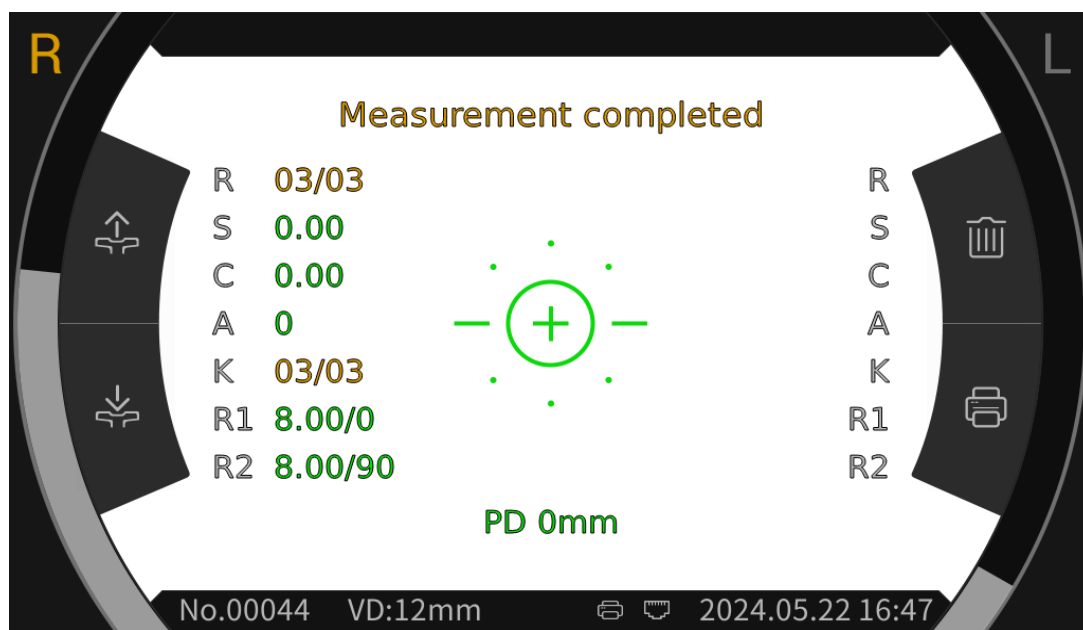 R
L
Measurement completed
R 03/03 R
S 0.00 S
C 0.00 C
A 0 A
K 03/03 K
R1 8.00/0 R1
R2 8.00/90 R2
PD 0mm
No.00044 VD:12mm 2024.05.22 16:47